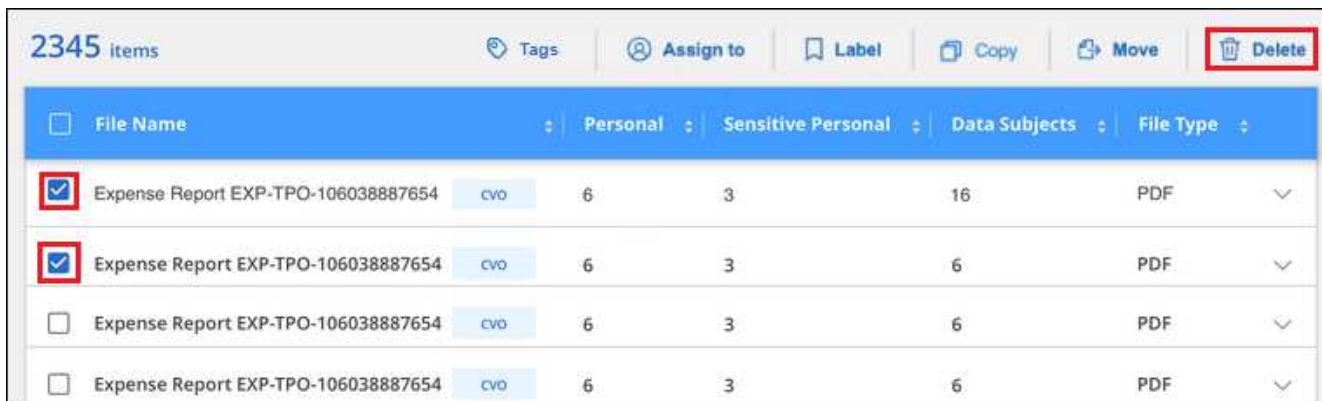 2345 items Tags Assign to Label Copy Move Delete
File Name Personal Sensitive Personal Data Subjects File Type
Expense Report EXP-TPO-106038887654 CVO 6 3 16 PDF
Expense Report EXP-TPO-106038887654 CVO 6 3 6 PDF
Expense Report EXP-TPO-106038887654 CVO 6 3 6 PDF
Expense Report EXP-TPO-106038887654 CVO 6 3 6 PDF